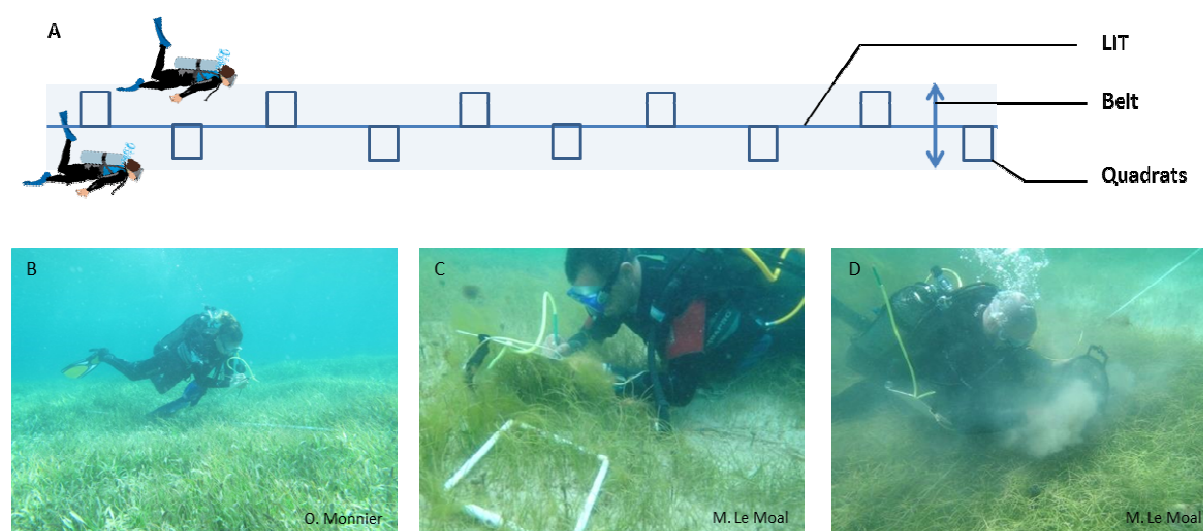 A
LIT
Belt
Quadrats
B
C
D
O. Monnier
M. Le Moal
M. Le Moal